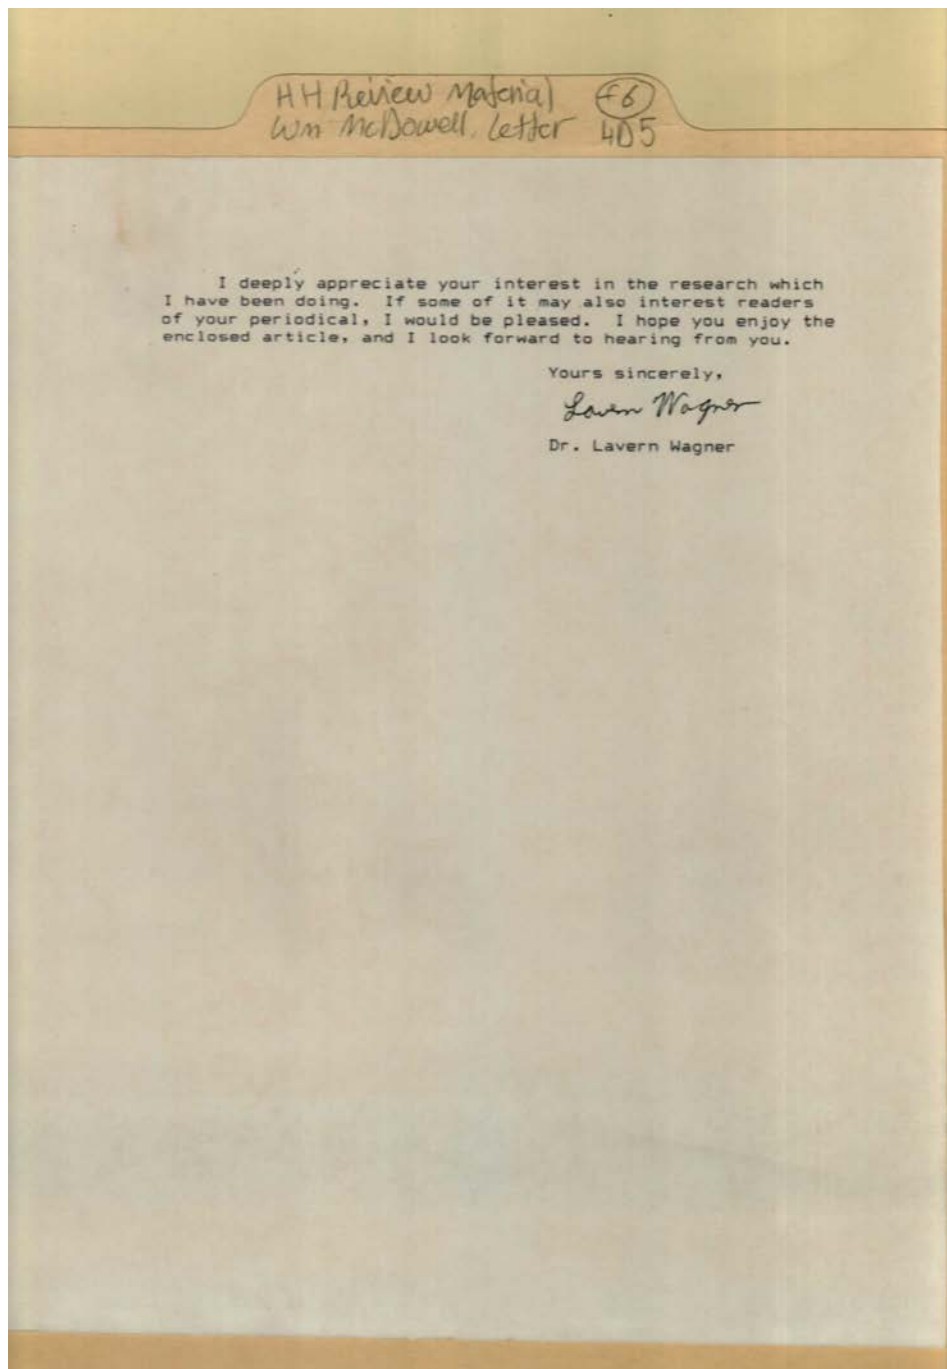 HH Review Material f6
Wm McDowell Letter 4D5
I deeply appreciate your interest in the research which
I have been doing. If some of it may also interest readers
of your periodical, I would be pleased. I hope you enjoy the
enclosed article, and I look forward to hearing from you.
Yours sincerely,
Lavern Wagner
Dr. Lavern Wagner